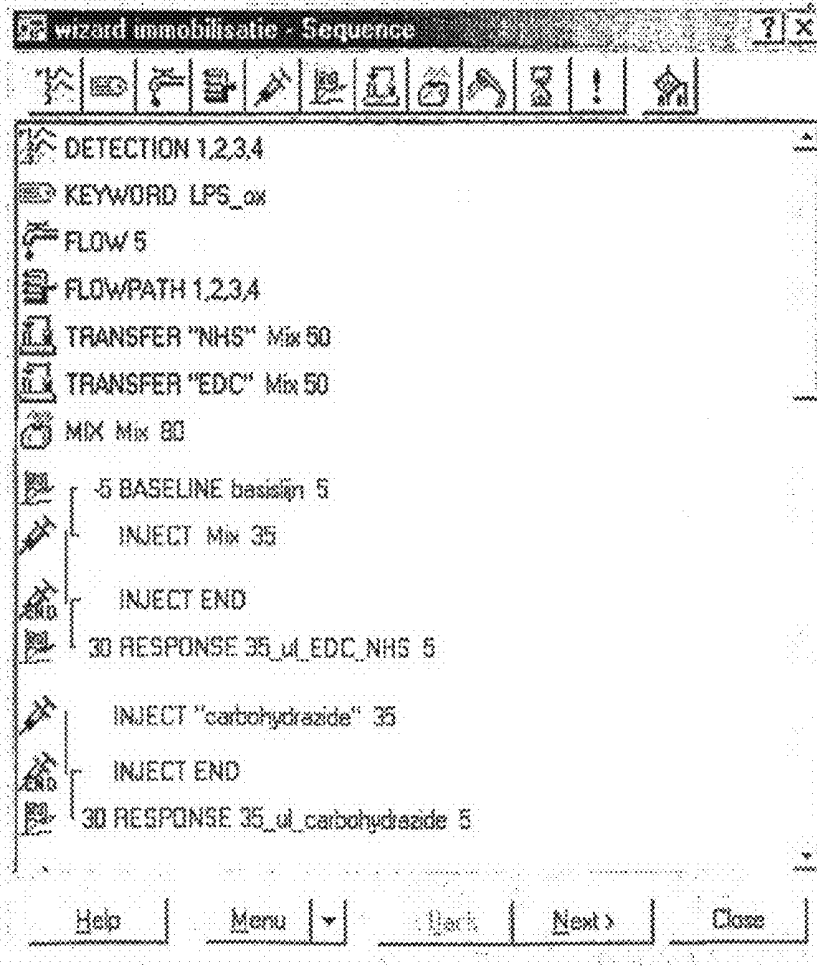 wizard immobilisatie - Sequence
DETECTION 1,2,3,4
KEYWORD LPS_ox
FLOW 5
FLOWPATH 1,2,3,4
TRANSFER "NHS" Mix 50
TRANSFER "EDC" Mix 50
MIX Mix 80
-5 BASELINE basislijn 5
INJECT Mix 35
INJECT END
30 RESPONSE 35_ul_EDC_NHS 5
INJECT "carbohydrazide" 35
INJECT END
30 RESPONSE 35_ul_carbohydrazide 5
Help Menu Back Next > Close